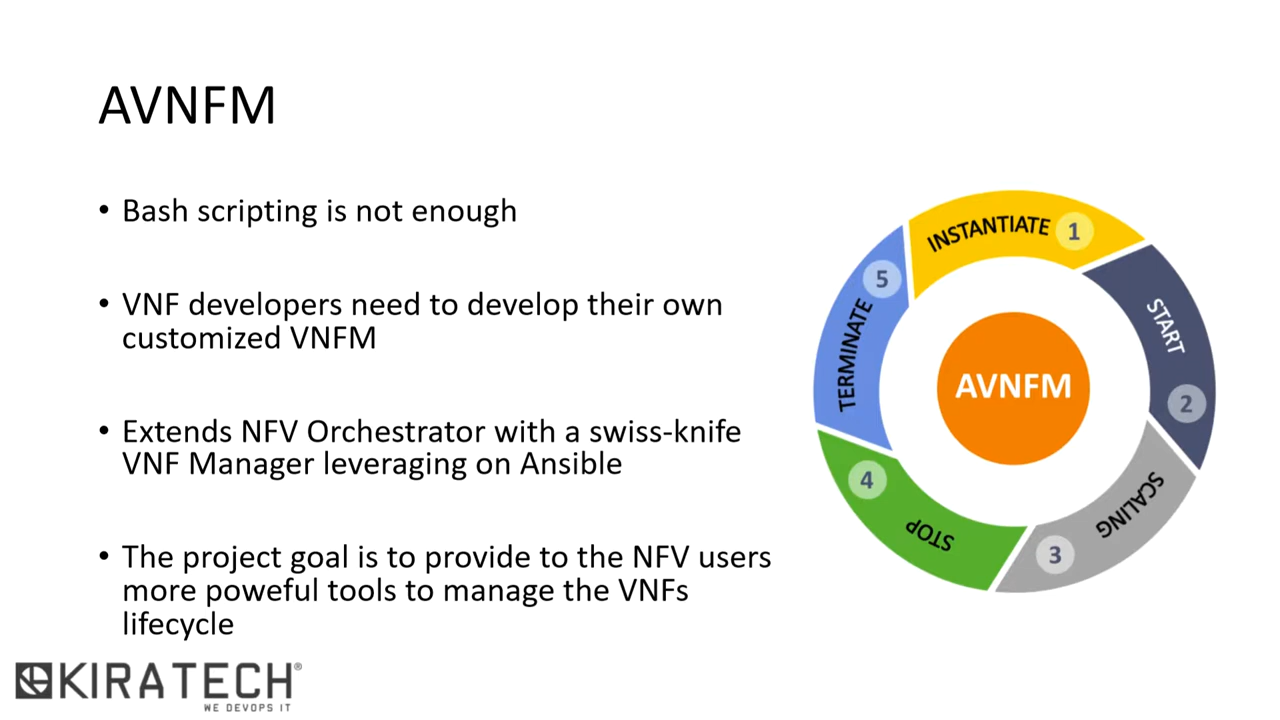 AVNFM
• Bash scripting is not enough
• VNF developers need to develop their own
customized VNFM
• Extends NFV Orchestrator with a swiss-knife
VNF Manager leveraging on Ansible
• The project goal is to provide to the NFV users
more poweful tools to manage the VNFs
lifecycle
INSTANTIATE 1
START 2
SCALING 3
STOP 4
TERMINATE 5
AVNFM
KIRATECH®
WE DEVOPS IT